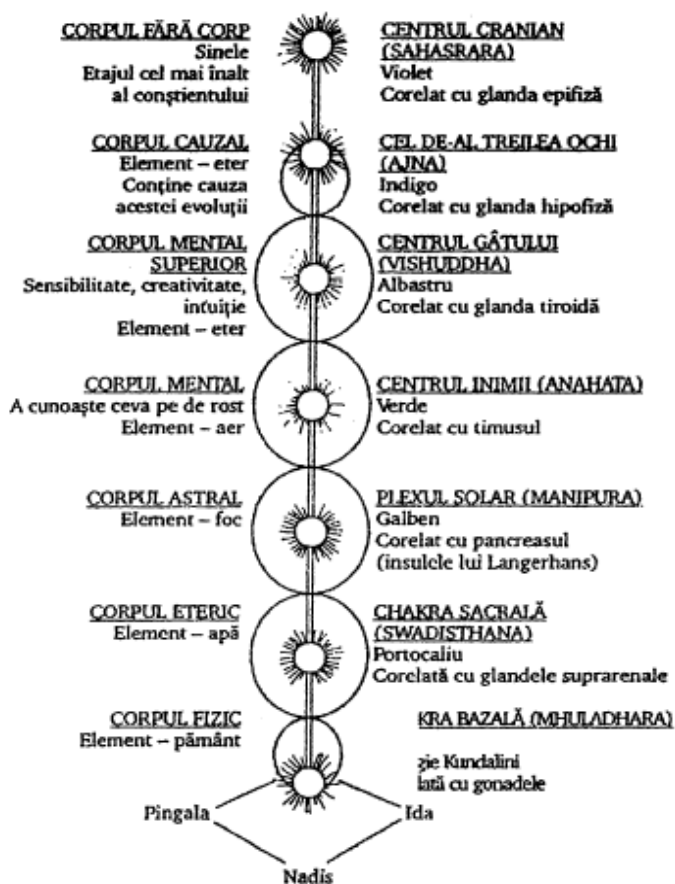 CORPUL FĂRĂ CORP
Sinele
Etajul cel mai înalt
al conștientului
CENTRUL CRANIAN
(SAHASRARA)
Violet
Corelat cu glanda epifiză
CORPUL CAUZAL
Element – eter
Conține cauza
acestei evoluții
CEL DE-AL TREILEA OCHI
(AJNA)
Indigo
Corelat cu glanda hipofiză
CORPUL MENTAL
SUPERIOR
Sensibilitate, creativitate,
intuiție
Element – eter
CENTRUL GÂTULUI
(VISHUDDHA)
Albastru
Corelat cu glanda tiroidă
CORPUL MENTAL
A cunoaște ceva pe de rost
Element – aer
CENTRUL INIMII (ANAHATA)
Verde
Corelat cu timusul
CORPUL ASTRAL
Element – foc
PLEXUL SOLAR (MANIPURA)
Galben
Corelat cu pancreasul
(insulele lui Langerhans)
CORPUL ETERIC
Element – apă
CHAKRA SACRALĂ
(SWADISTHANA)
Portocaliu
Corelată cu glandele suprarenale
CORPUL FIZIC
Element – pământ
KRA BAZALĂ (MHULADHARA)
gie Kundalini
lată cu gonadele
Pingala
Ida
Nadis